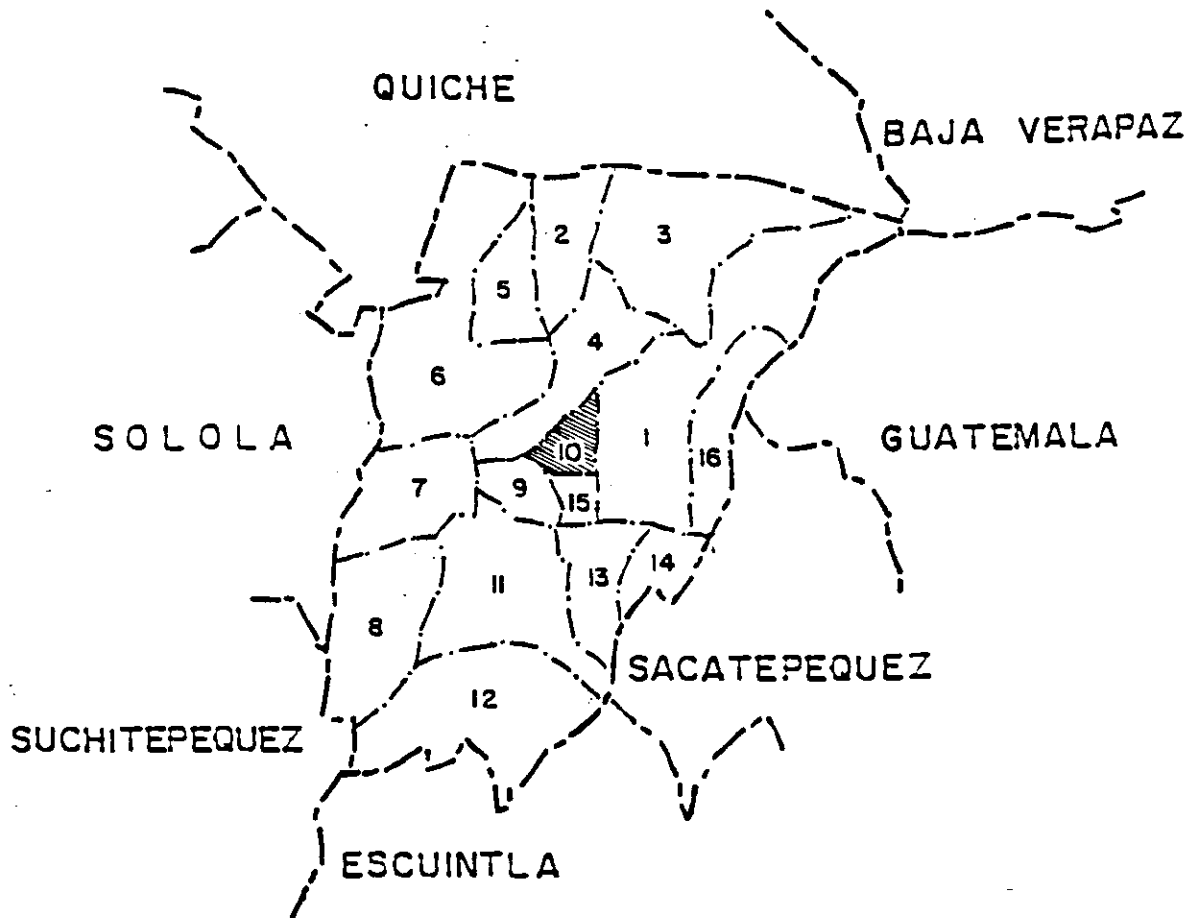 QUICHE
BAJA VERAPAZ
2
3
5
4
6
SOLOLA
10
1
16
GUATEMALA
7
9
15
11
13
14
8
SACATEPEQUEZ
12
SUCHITEPEQUEZ
ESCUINTLA